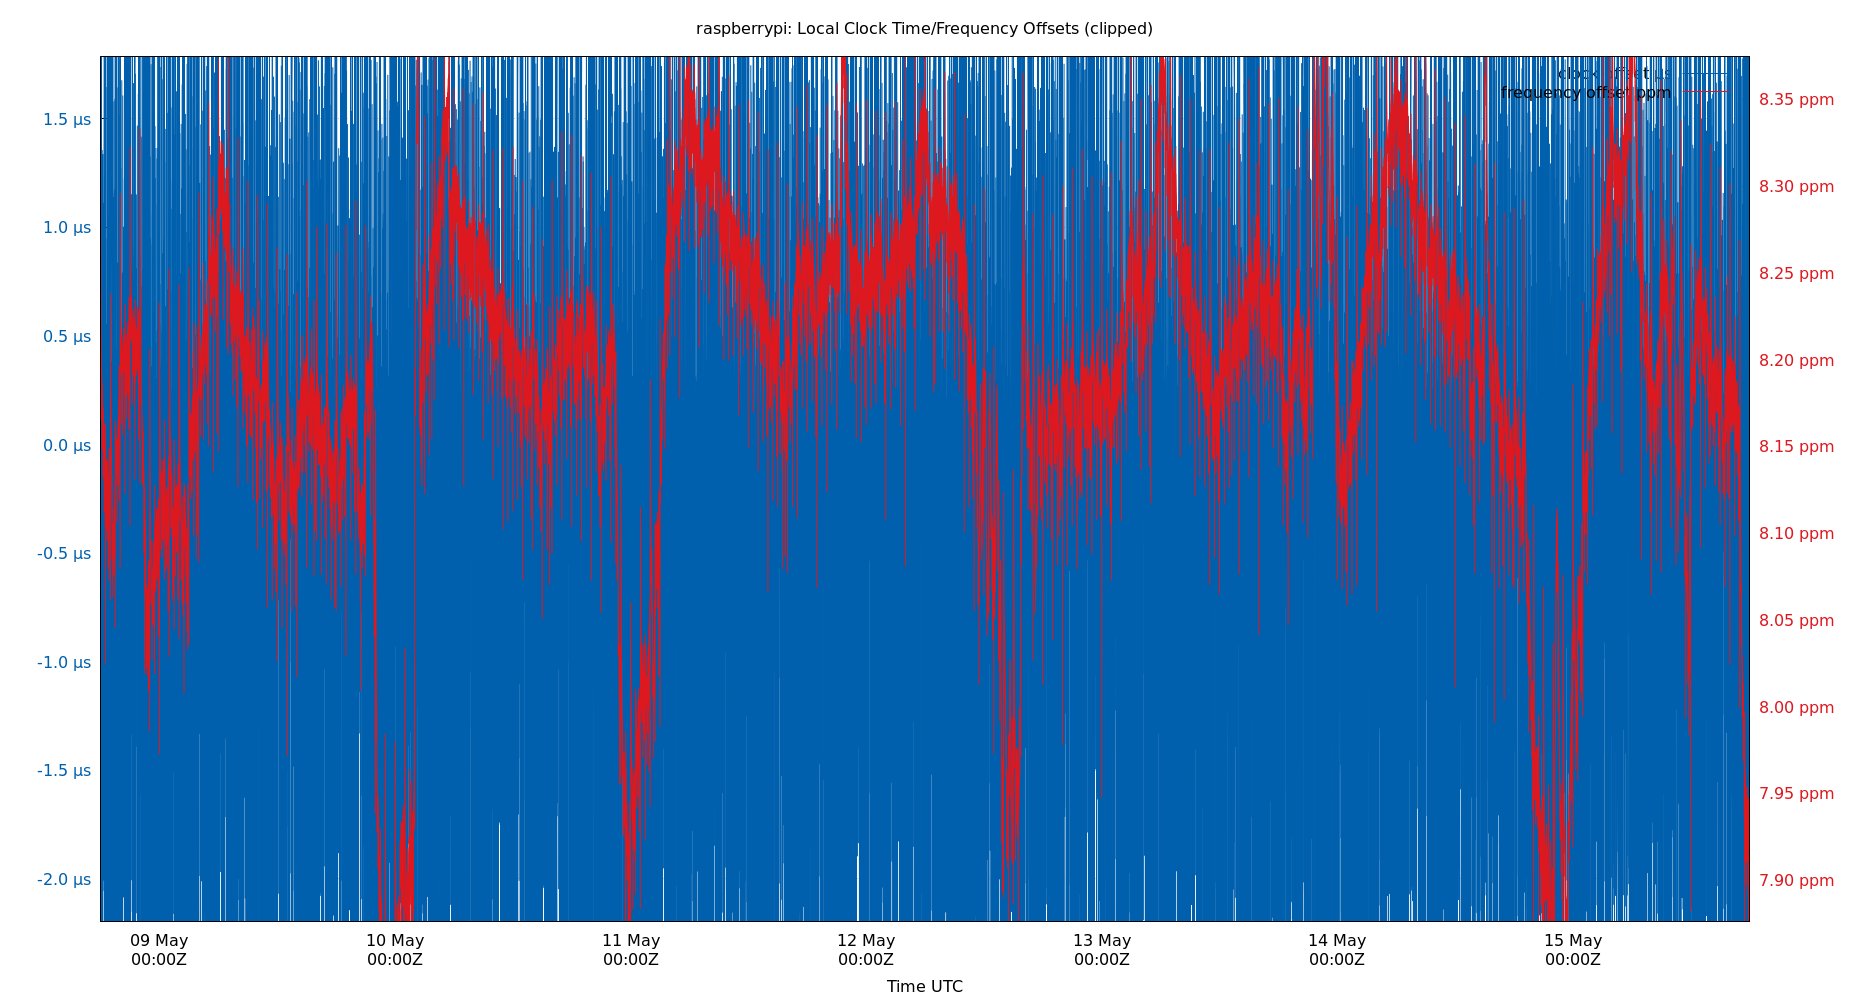 raspberrypi: Local Clock Time/Frequency Offsets (clipped)
clock offset µs
frequency offset ppm
1.5 µs
1.0 µs
0.5 µs
0.0 µs
-0.5 µs
-1.0 µs
-1.5 µs
-2.0 µs
8.35 ppm
8.30 ppm
8.25 ppm
8.20 ppm
8.15 ppm
8.10 ppm
8.05 ppm
8.00 ppm
7.95 ppm
7.90 ppm
09 May 10 May 11 May 12 May 13 May 14 May 15 May
00:00Z 00:00Z 00:00Z 00:00Z 00:00Z 00:00Z 00:00Z
Time UTC